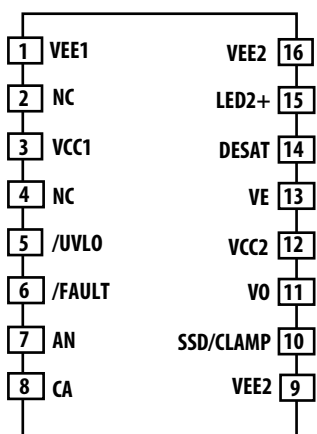 1 VEE1 VEE2 16
2 NC LED2+ 15
3 VCC1 DESAT 14
4 NC VE 13
5 /UVLO VCC2 12
6 /FAULT VO 11
7 AN SSD/CLAMP 10
8 CA VEE2 9